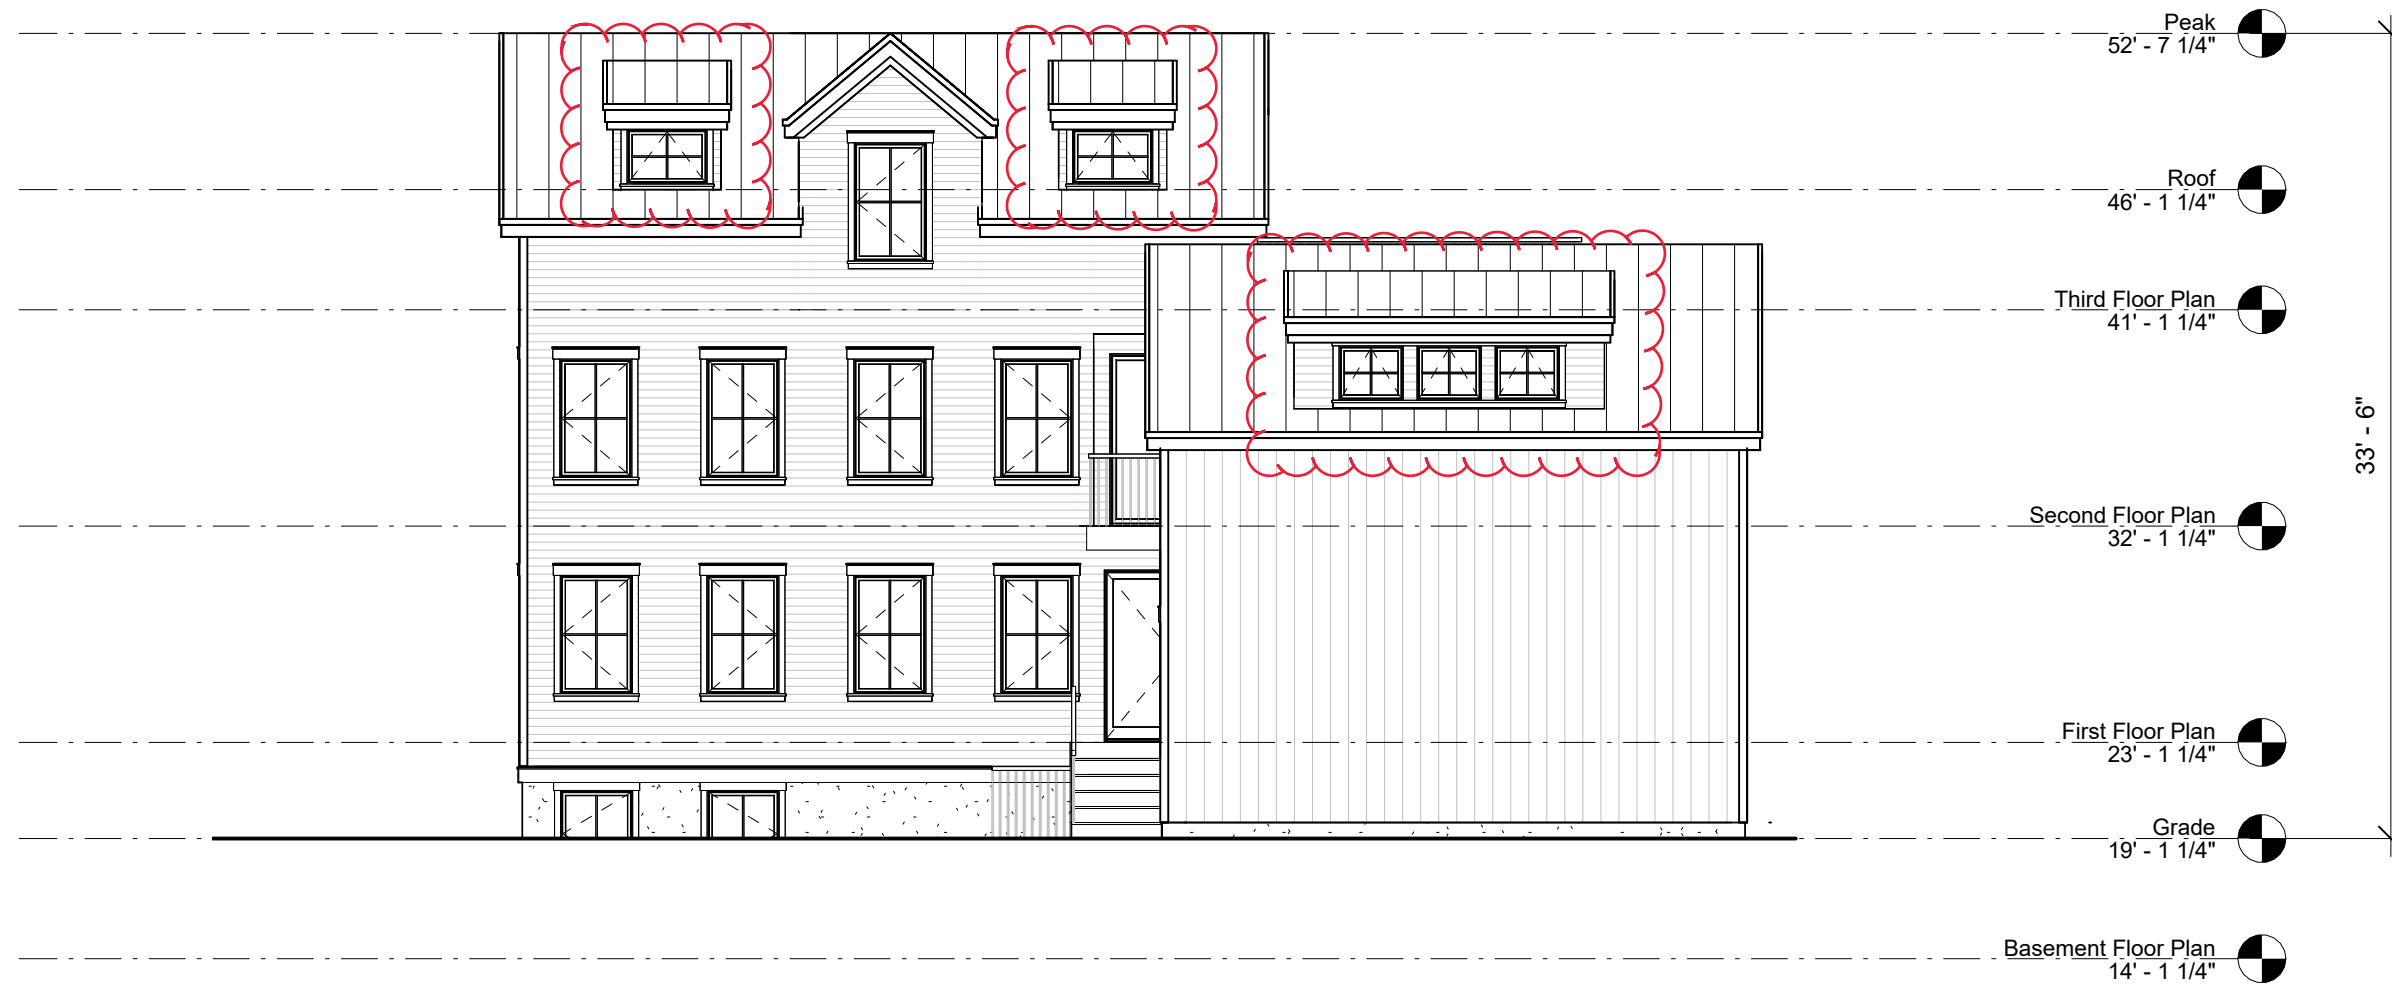 Peak
52' - 7 1/4"
Roof
46' - 1 1/4"
Third Floor Plan
41' - 1 1/4"
33' - 6"
Second Floor Plan
32' - 1 1/4"
First Floor Plan
23' - 1 1/4"
Grade
19' - 1 1/4"
Basement Floor Plan
14' - 1 1/4"